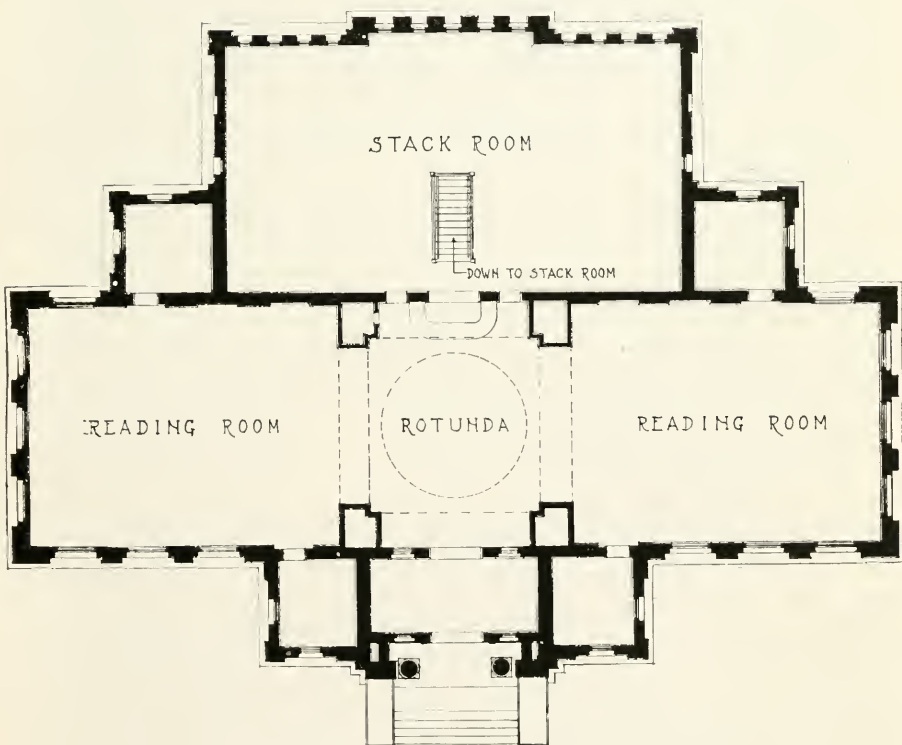 STACK ROOM
DOWN TO STACK ROOM
READING ROOM
ROTUNDA
READING ROOM